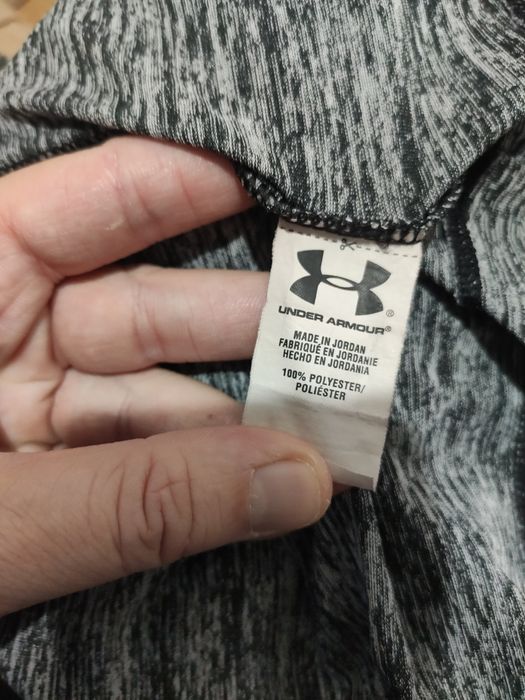 UNDER ARMOUR®
MADE IN JORDAN
FABRIQUÉ EN JORDANIE
HECHO EN JORDANIA
100% POLYESTER/
POLIÉSTER